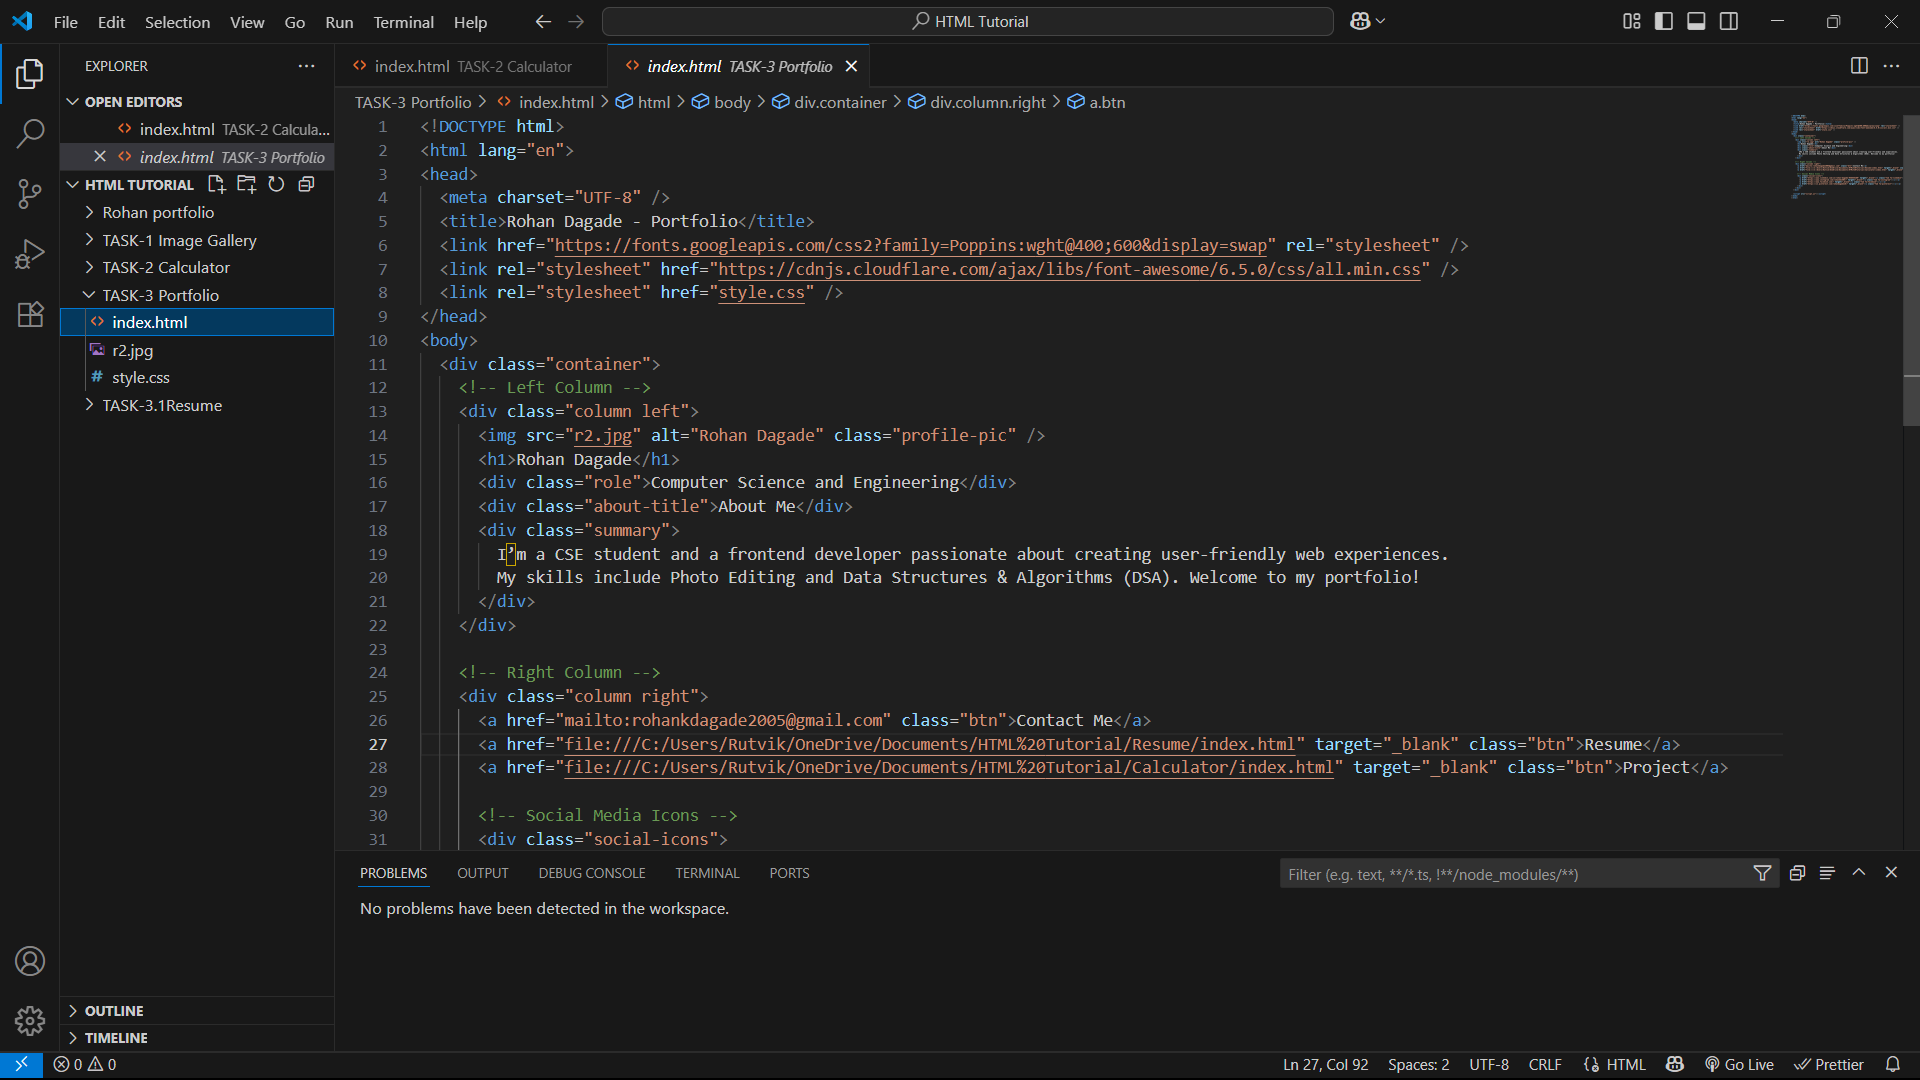 File Edit Selection View Go Run Terminal Help
HTML Tutorial
EXPLORER
OPEN EDITORS
index.html TASK-2 Calcula...
index.html TASK-3 Portfolio
HTML TUTORIAL
Rohan portfolio
TASK-1 Image Gallery
TASK-2 Calculator
TASK-3 Portfolio
index.html
r2.jpg
# style.css
TASK-3.1Resume
OUTLINE
TIMELINE
index.html TASK-2 Calculator
index.html TASK-3 Portfolio
TASK-3 Portfolio > index.html > html > body > div.container > div.column.right > a.btn
1 <!DOCTYPE html>
2 <html lang="en">
3 <head>
4 <meta charset="UTF-8" />
5 <title>Rohan Dagade - Portfolio</title>
6 <link href="https://fonts.googleapis.com/css2?family=Poppins:wght@400;600&display=swap" rel="stylesheet" />
7 <link rel="stylesheet" href="https://cdnjs.cloudflare.com/ajax/libs/font-awesome/6.5.0/css/all.min.css" />
8 <link rel="stylesheet" href="style.css" />
9 </head>
10 <body>
11 <div class="container">
12 <!-- Left Column -->
13 <div class="column left">
14 <img src="r2.jpg" alt="Rohan Dagade" class="profile-pic" />
15 <h1>Rohan Dagade</h1>
16 <div class="role">Computer Science and Engineering</div>
17 <div class="about-title">About Me</div>
18 <div class="summary">
19 I’m a CSE student and a frontend developer passionate about creating user-friendly web experiences.
20 My skills include Photo Editing and Data Structures & Algorithms (DSA). Welcome to my portfolio!
21 </div>
22 </div>
23
24 <!-- Right Column -->
25 <div class="column right">
26 <a href="mailto:rohankdagade2005@gmail.com" class="btn">Contact Me</a>
27 <a href="file:///C:/Users/Rutvik/OneDrive/Documents/HTML%20Tutorial/Resume/index.html" target="_blank" class="btn">Resume</a>
28 <a href="file:///C:/Users/Rutvik/OneDrive/Documents/HTML%20Tutorial/Calculator/index.html" target="_blank" class="btn">Project</a>
29
30 <!-- Social Media Icons -->
31 <div class="social-icons">
PROBLEMS OUTPUT DEBUG CONSOLE TERMINAL PORTS
Filter (e.g. text, **/*.ts, !**/node_modules/**)
No problems have been detected in the workspace.
0 0
Ln 27, Col 92 Spaces: 2 UTF-8 CRLF {} HTML Go Live Prettier